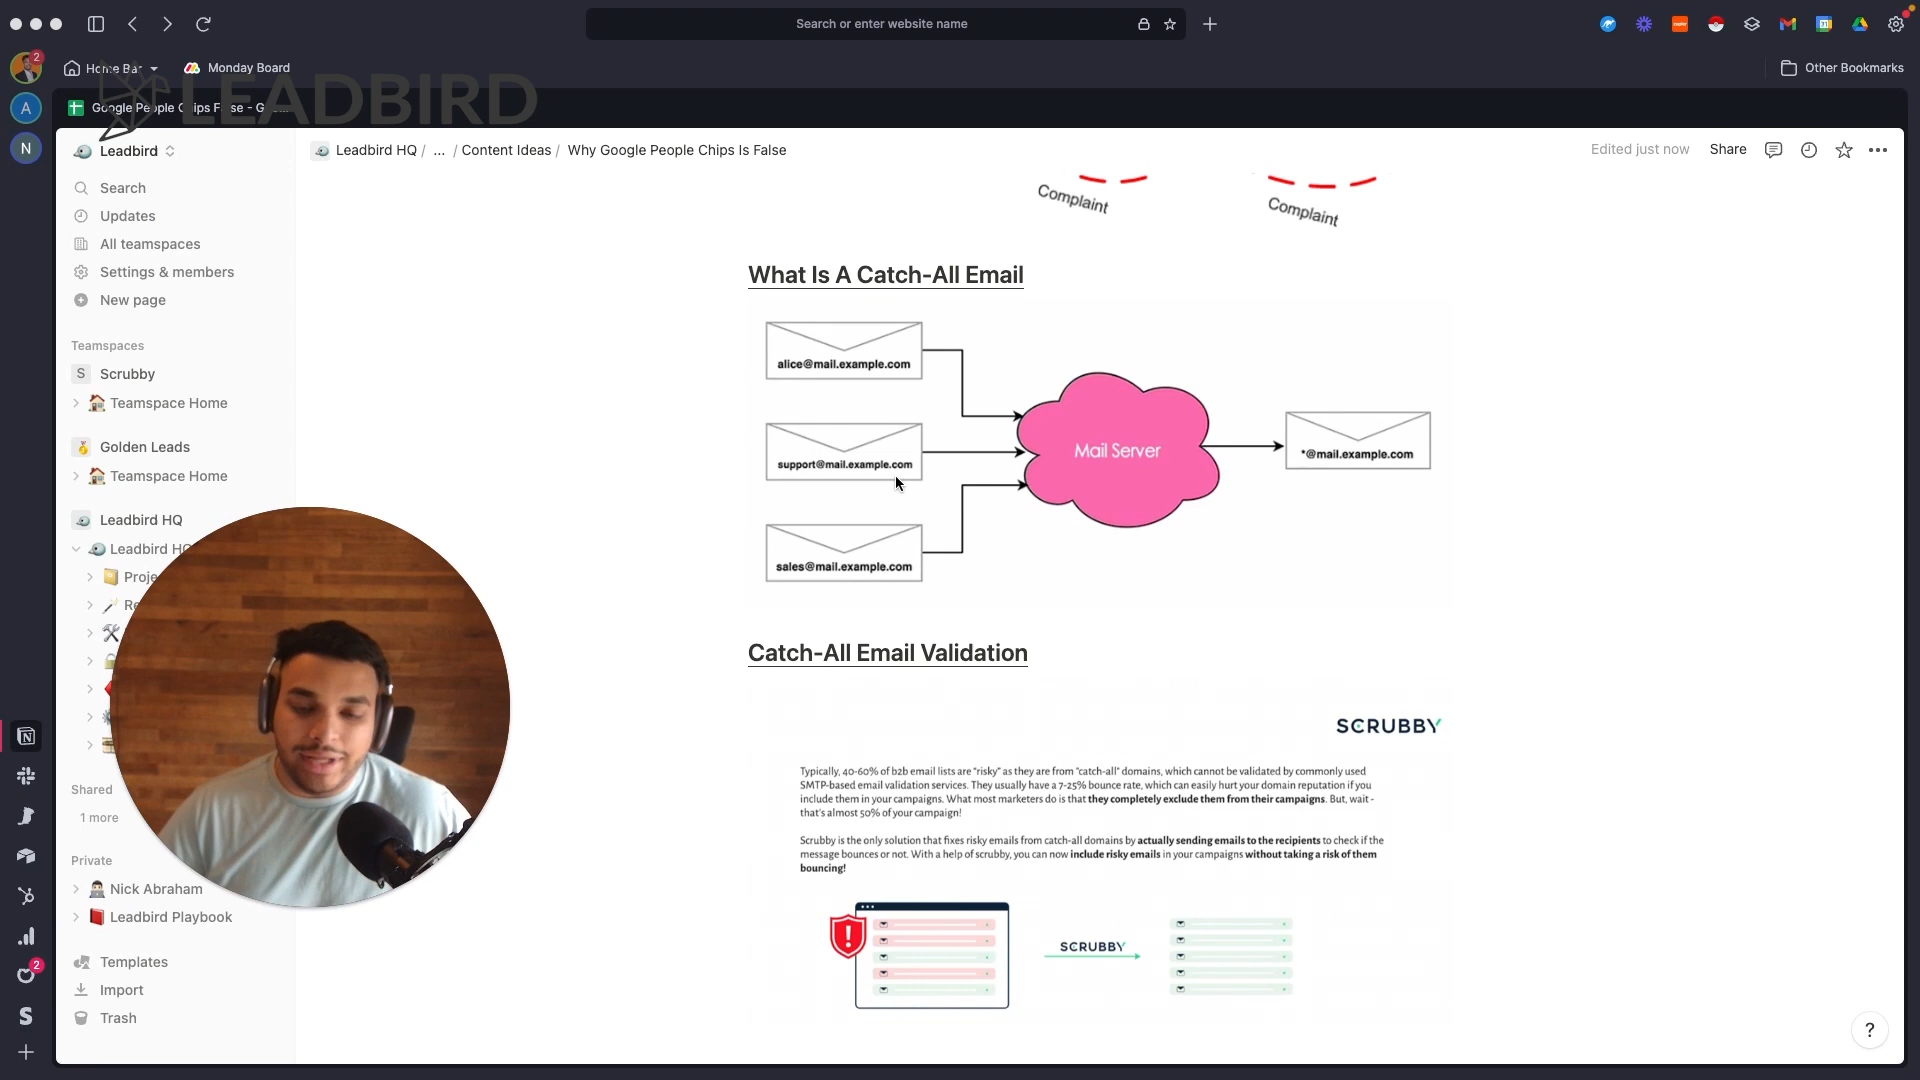 Search or enter website name
2
Home Bar
Monday Board
Other Bookmarks
LEADBIRD
A
Google People Chips False - G
N
Leadbird
Leadbird HQ / ... / Content Ideas / Why Google People Chips Is False
Edited just now
Share
Search
Updates
All teamspaces
Settings & members
New page
Teamspaces
S Scrubby
Teamspace Home
Golden Leads
Teamspace Home
Leadbird HQ
Leadbird HQ
Proje
Re
Shared
1 more
Private
Nick Abraham
Leadbird Playbook
Templates
Import
Trash
2
S
Complaint
Complaint
What Is A Catch-All Email
alice@mail.example.com
support@mail.example.com
sales@mail.example.com
Mail Server
*@mail.example.com
Catch-All Email Validation
SCRUBBY
Typically, 40-60% of b2b email lists are "risky" as they are from "catch-all" domains, which cannot be validated by commonly used
SMTP-based email validation services. They usually have a 7-25% bounce rate, which can easily hurt your domain reputation if you
include them in your campaigns. What most marketers do is that they completely exclude them from their campaigns. But, wait -
that's almost 50% of your campaign!
Scrubby is the only solution that fixes risky emails from catch-all domains by actually sending emails to the recipients to check if the
message bounces or not. With a help of scrubby, you can now include risky emails in your campaigns without taking a risk of them
bouncing!
SCRUBBY
?